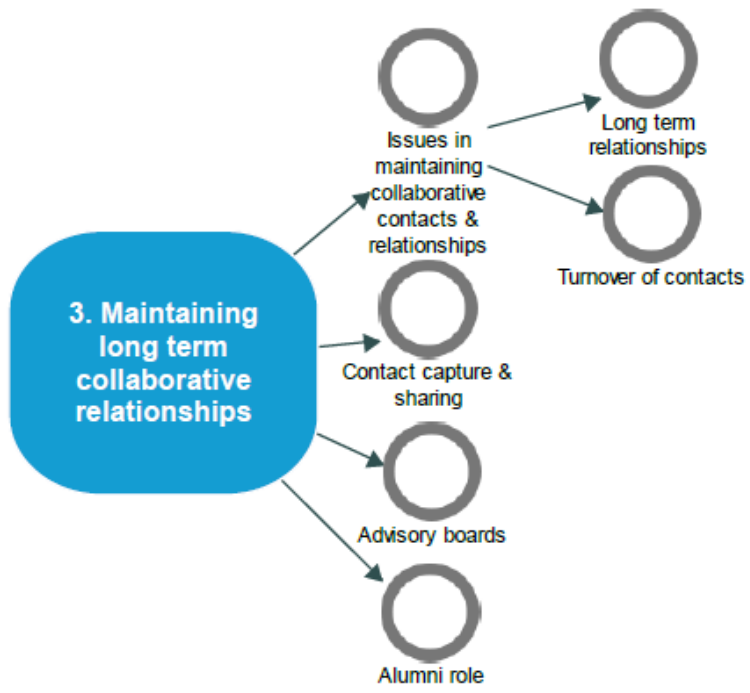 3. Maintaining
long term
collaborative
relationships
Issues in
maintaining
collaborative
contacts &
relationships
Long term
relationships
Turnover of contacts
Contact capture &
sharing
Advisory boards
Alumni role